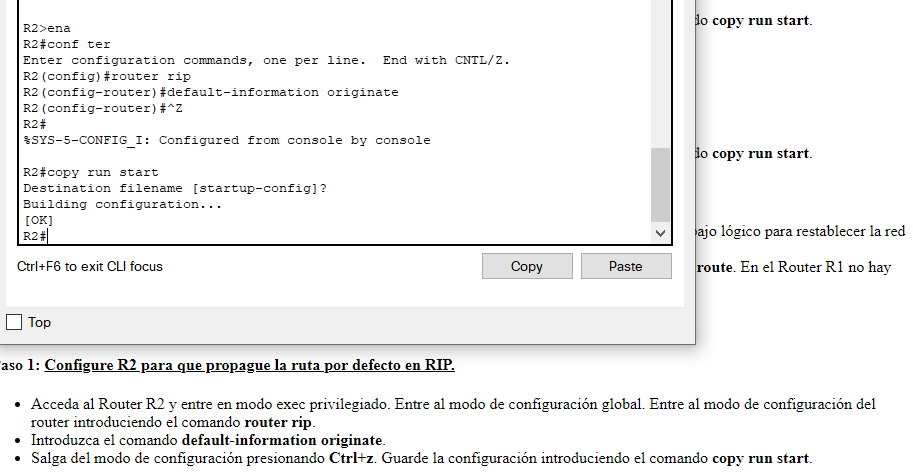 R2>ena
R2#conf ter
Enter configuration commands, one per line.  End with CNTL/Z.
R2(config)#router rip
R2(config-router)#default-information originate
R2(config-router)#^Z
R2#
%SYS-5-CONFIG_I: Configured from console by console
R2#copy run start
Destination filename [startup-config]?
Building configuration...
[OK]
R2#
Ctrl+F6 to exit CLI focus
Copy
Paste
Top
do copy run start.
do copy run start.
bajo lógico para restablecer la red
route. En el Router R1 no hay
Paso 1: Configure R2 para que propague la ruta por defecto en RIP.
• Acceda al Router R2 y entre en modo exec privilegiado. Entre al modo de configuración global. Entre al modo de configuración del
router introduciendo el comando router rip.
• Introduzca el comando default-information originate.
• Salga del modo de configuración presionando Ctrl+z. Guarde la configuración introduciendo el comando copy run start.